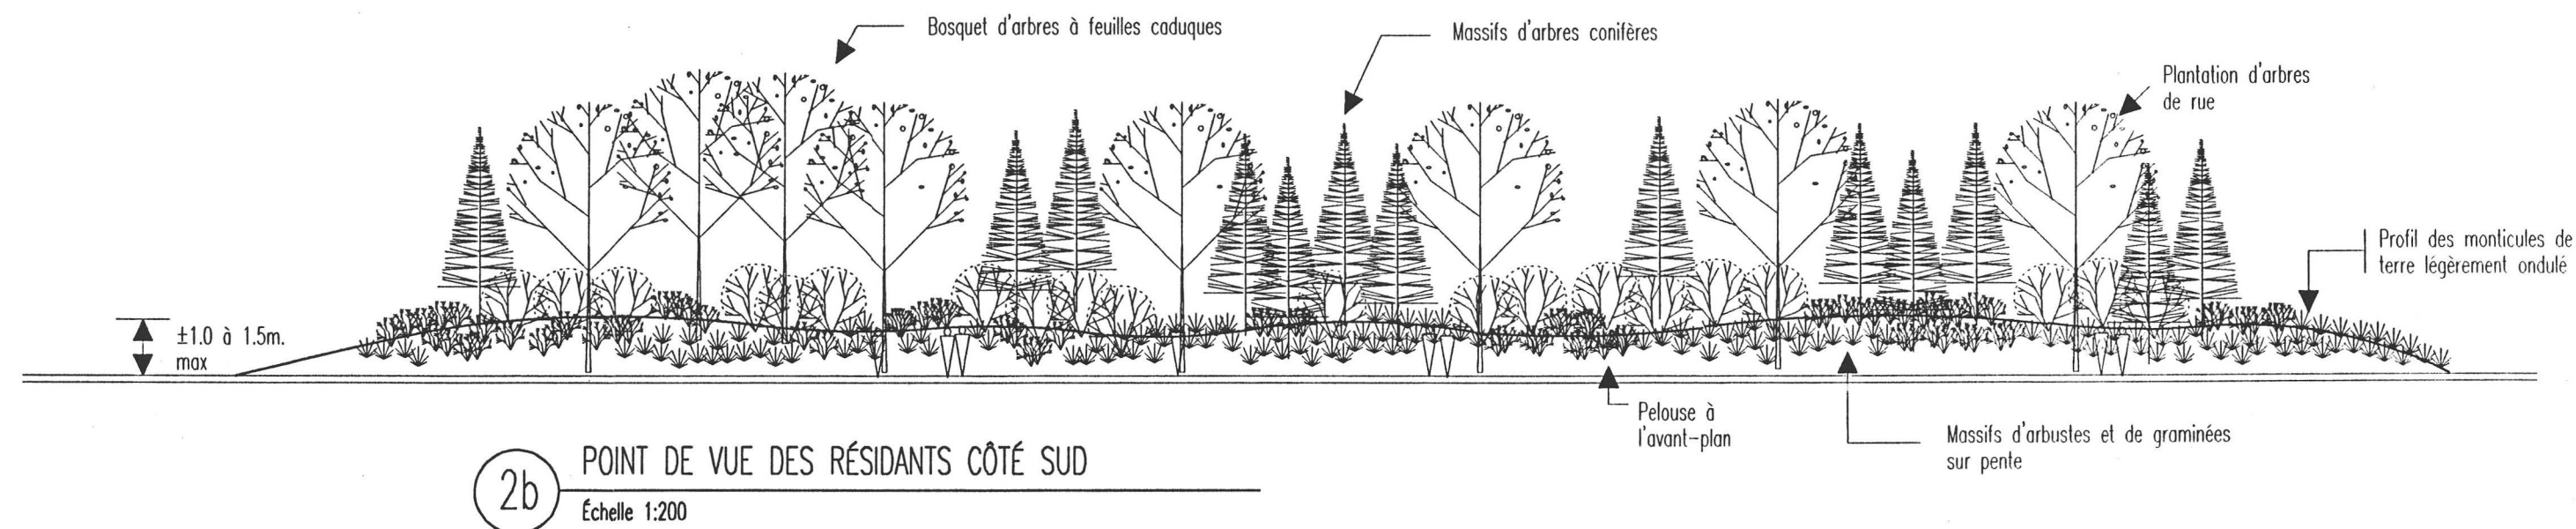 Bosquet d'arbres à feuilles caduques
Massifs d'arbres conifères
Plantation d'arbres
de rue
Profil des monticules de
terre légèrement ondulé
±1.0 à 1.5m.
max
Pelouse à
l'avant-plan
Massifs d'arbustes et de graminées
sur pente
2b
POINT DE VUE DES RÉSIDANTS CÔTÉ SUD
Échelle 1:200